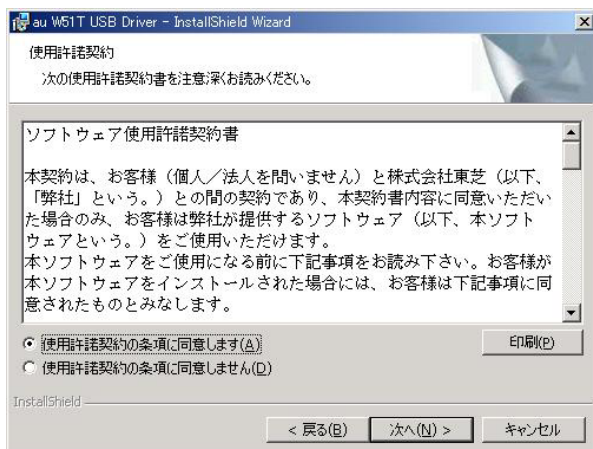 au W51T USB Driver - InstallShield Wizard
使用許諾契約
次の使用許諾契約書を注意深くお読みください。
ソフトウェア使用許諾契約書
本契約は、お客様（個人／法人を問いません）と株式会社東芝（以下、
「弊社」という。）との間の契約であり、本契約書内容に同意いただい
た場合のみ、お客様は弊社が提供するソフトウェア（以下、本ソフト
ウェアという。）をご使用いただけます。
本ソフトウェアをご使用になる前に下記事項をお読み下さい。お客様が
本ソフトウェアをインストールされた場合には、お客様は下記事項に同
意されたものとみなします。
使用許諾契約の条項に同意します(A)
印刷(P)
使用許諾契約の条項に同意しません(D)
InstallShield
< 戻る(B)
次へ(N) >
キャンセル